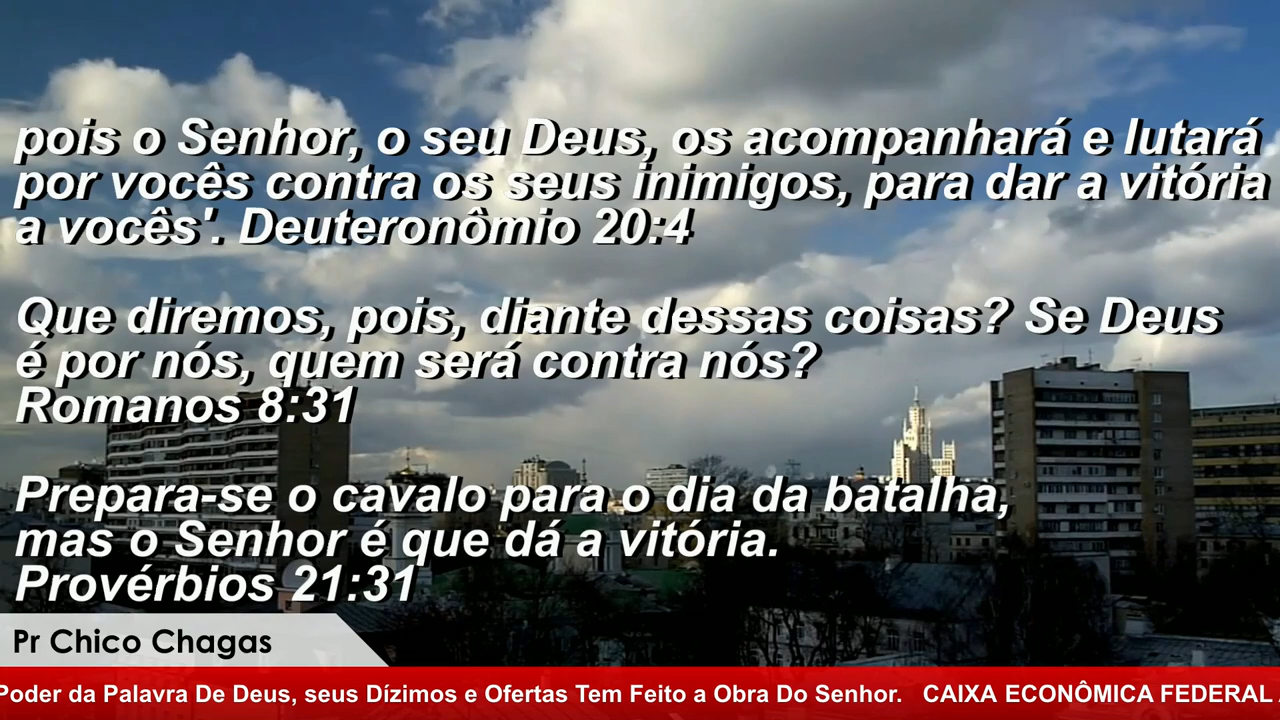 pois o Senhor, o seu Deus, os acompanhará e lutará
por vocês contra os seus inimigos, para dar a vitória
a vocês'. Deuteronômio 20:4
Que diremos, pois, diante dessas coisas? Se Deus
é por nós, quem será contra nós?
Romanos 8:31
Prepara-se o cavalo para o dia da batalha,
mas o Senhor é que dá a vitória.
Provérbios 21:31
Pr Chico Chagas
Poder da Palavra De Deus, seus Dízimos e Ofertas Tem Feito a Obra Do Senhor. CAIXA ECONÔMICA FEDERAL